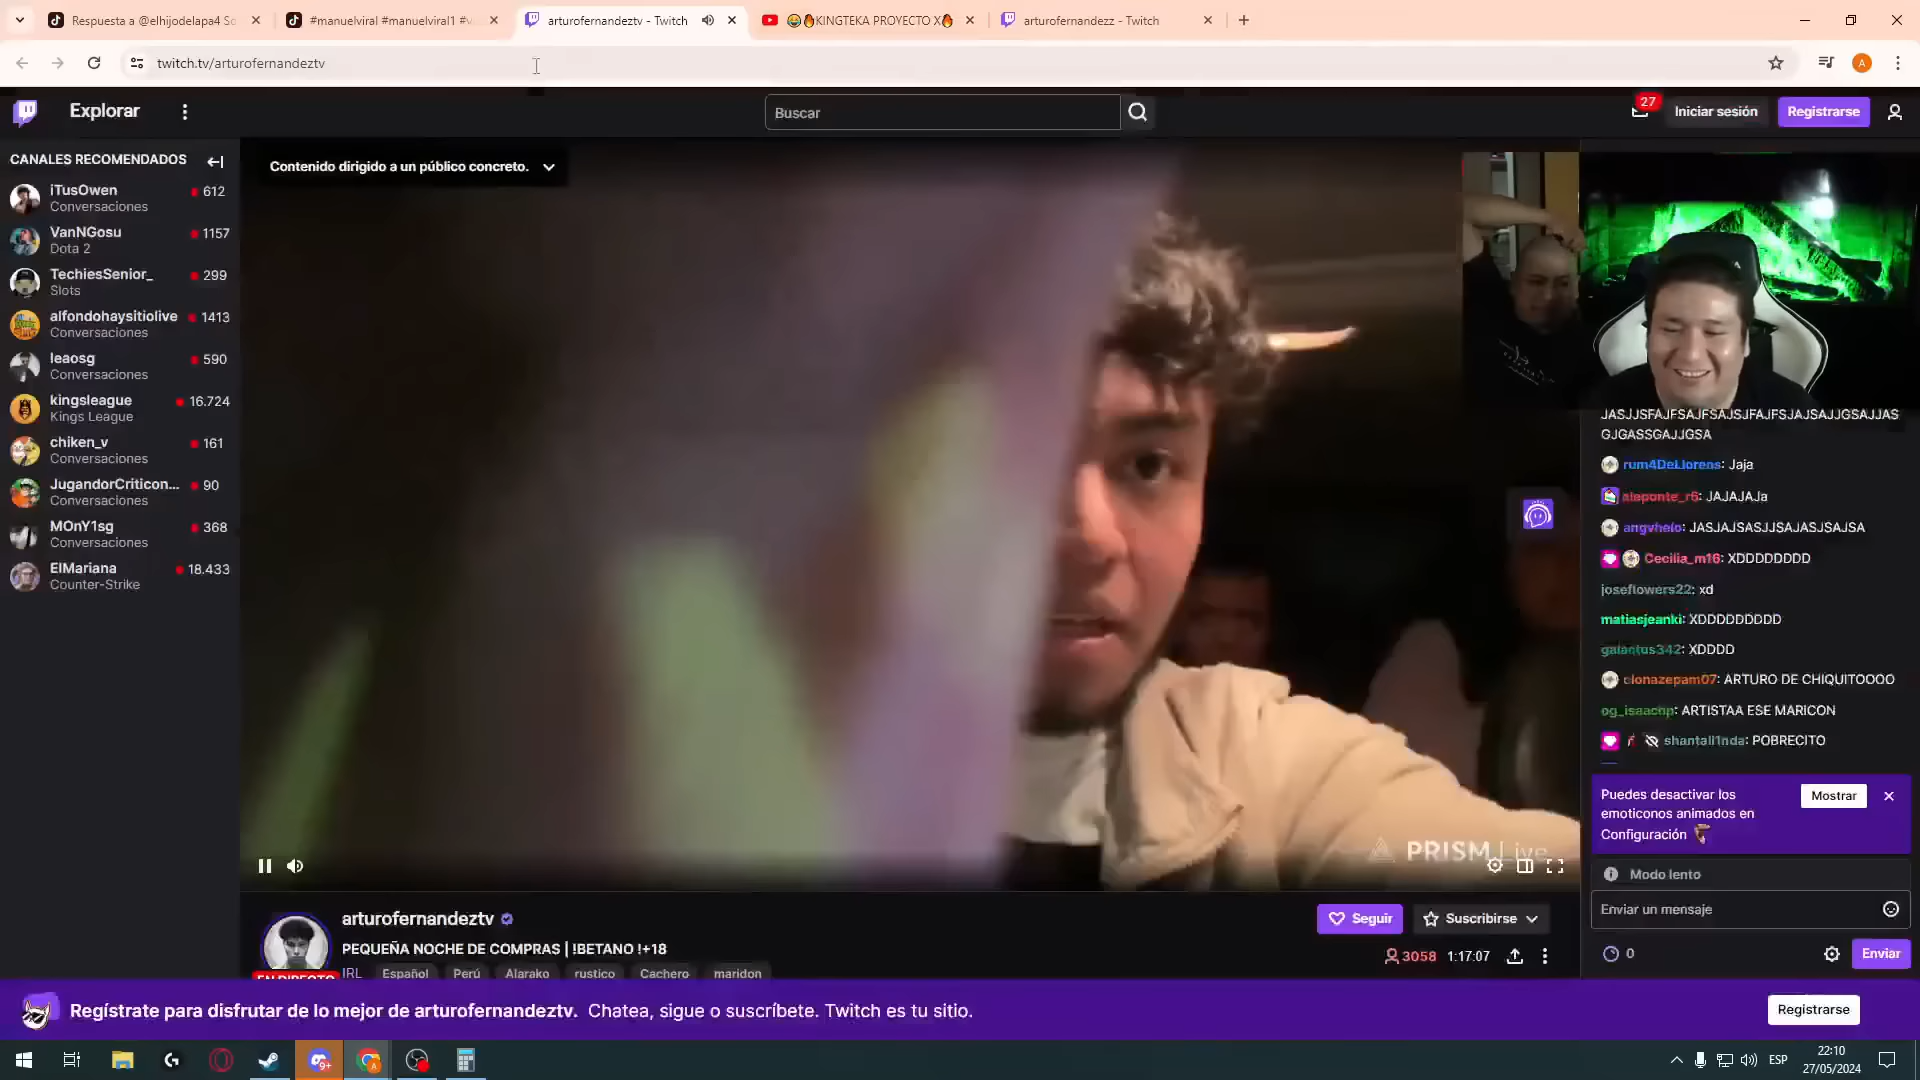 Respuesta a @elhijodelapa4 So
#manuelviral #manuelviral1 #v
arturofernandeztv - Twitch
😂🔥KINGTEKA PROYECTO X🔥
arturofernandezz - Twitch
twitch.tv/arturofernandeztv
A
Explorar
Buscar
27
Iniciar sesión
Registrarse
CANALES RECOMENDADOS
iTusOwen
612
Conversaciones
VanNGosu
1157
Dota 2
TechiesSenior_
299
Slots
alfondohaysitiolive
1413
Conversaciones
leaosg
590
Conversaciones
kingsleague
16.724
Kings League
chiken_v
161
Conversaciones
JugandorCriticon...
90
Conversaciones
MOnY1sg
368
Conversaciones
ElMariana
18.433
Counter-Strike
Contenido dirigido a un público concreto.
PRISM Live
JASJJSFAJFSAJFSAJSJFAJFSJAJSAJJGSAJJAS
GJGASSGAJJGSA
rum4DeLlorens: Jaja
aleponte_r6: JAJAJAJa
angvhelo: JASJAJSASJJSAJASJSAJSA
Cecilia_m16: XDDDDDDDD
joseflowers22: xd
matiasjeanki: XDDDDDDDDD
galactus342: XDDDD
clonazepam07: ARTURO DE CHIQUITOOOO
og_isaachp: ARTISTAA ESE MARICON
shantall1nda: POBRECITO
Puedes desactivar los
emoticonos animados en
Configuración
Mostrar
Modo lento
Enviar un mensaje
0
Enviar
arturofernandeztv
PEQUEÑA NOCHE DE COMPRAS | !BETANO !+18
EN DIRECTO
IRL Español Perú Alarako rustico Cachero maridon
Seguir
Suscribirse
3058
1:17:07
Regístrate para disfrutar de lo mejor de arturofernandeztv. Chatea, sigue o suscríbete. Twitch es tu sitio.
Registrarse
9+
A
ESP
22:10
27/05/2024